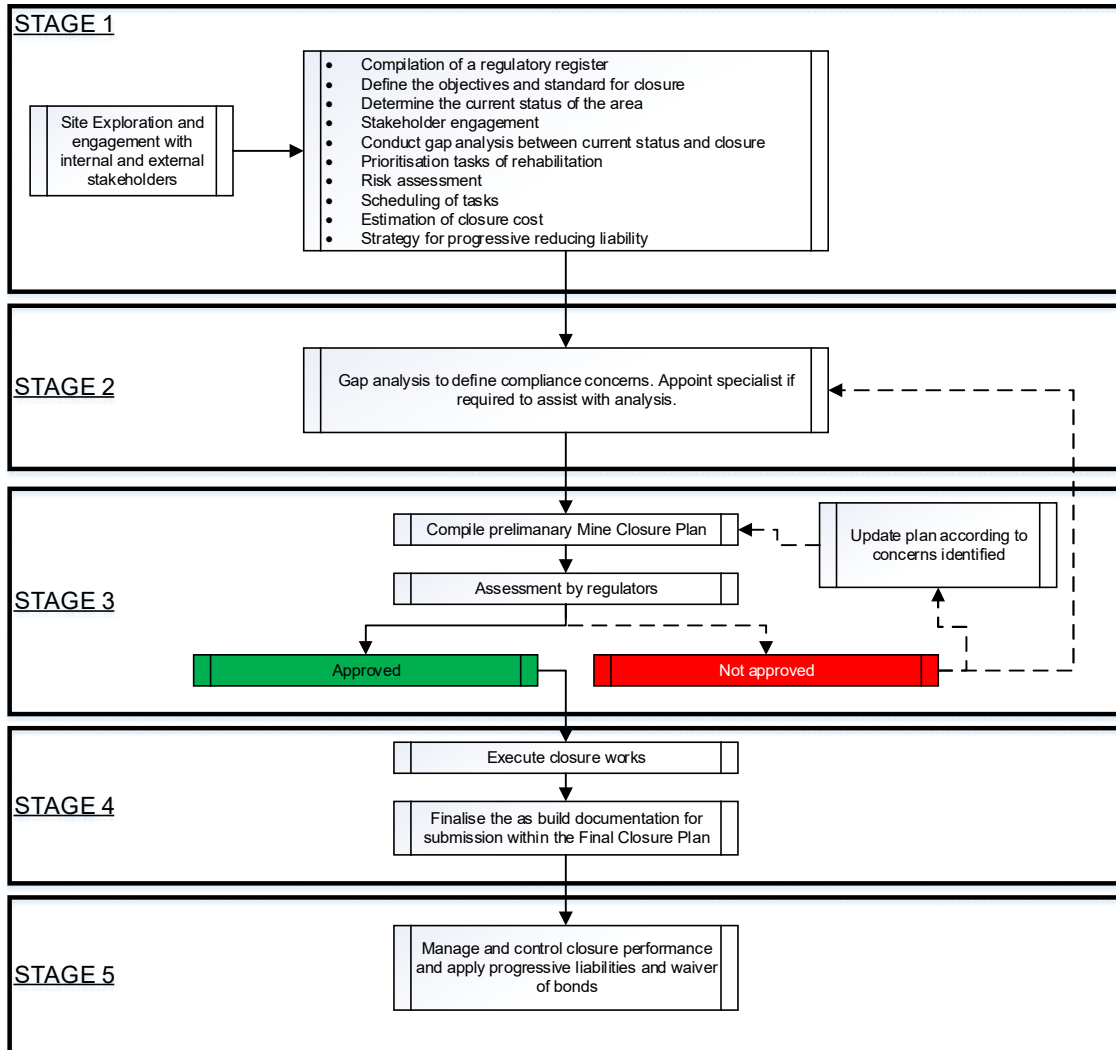 STAGE 1
Site Exploration and
engagement with
internal and external
stakeholders
• Compilation of a regulatory register
• Define the objectives and standard for closure
• Determine the current status of the area
• Stakeholder engagement
• Conduct gap analysis between current status and closure
• Prioritisation tasks of rehabilitation
• Risk assessment
• Scheduling of tasks
• Estimation of closure cost
• Strategy for progressive reducing liability
STAGE 2
Gap analysis to define compliance concerns. Appoint specialist if
required to assist with analysis.
STAGE 3
Compile prelimanary Mine Closure Plan
Update plan according to
concerns identified
Assessment by regulators
Approved
Not approved
STAGE 4
Execute closure works
Finalise the as build documentation for
submission within the Final Closure Plan
STAGE 5
Manage and control closure performance
and apply progressive liabilities and waiver
of bonds